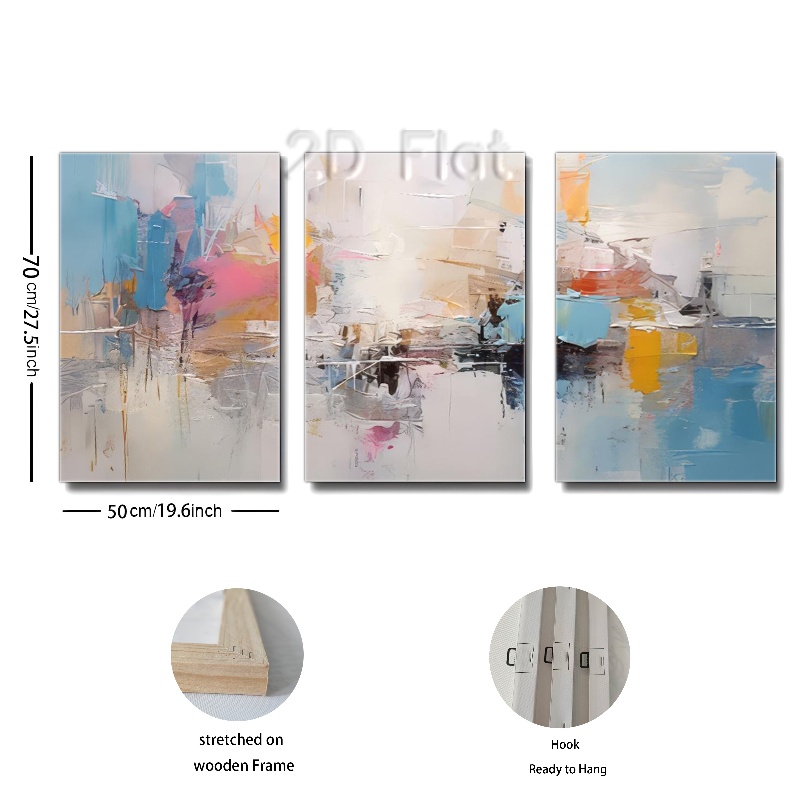 2D Flat
70cm/27.5inch
50cm/19.6inch
stretched on
wooden Frame
Hook
Ready to Hang